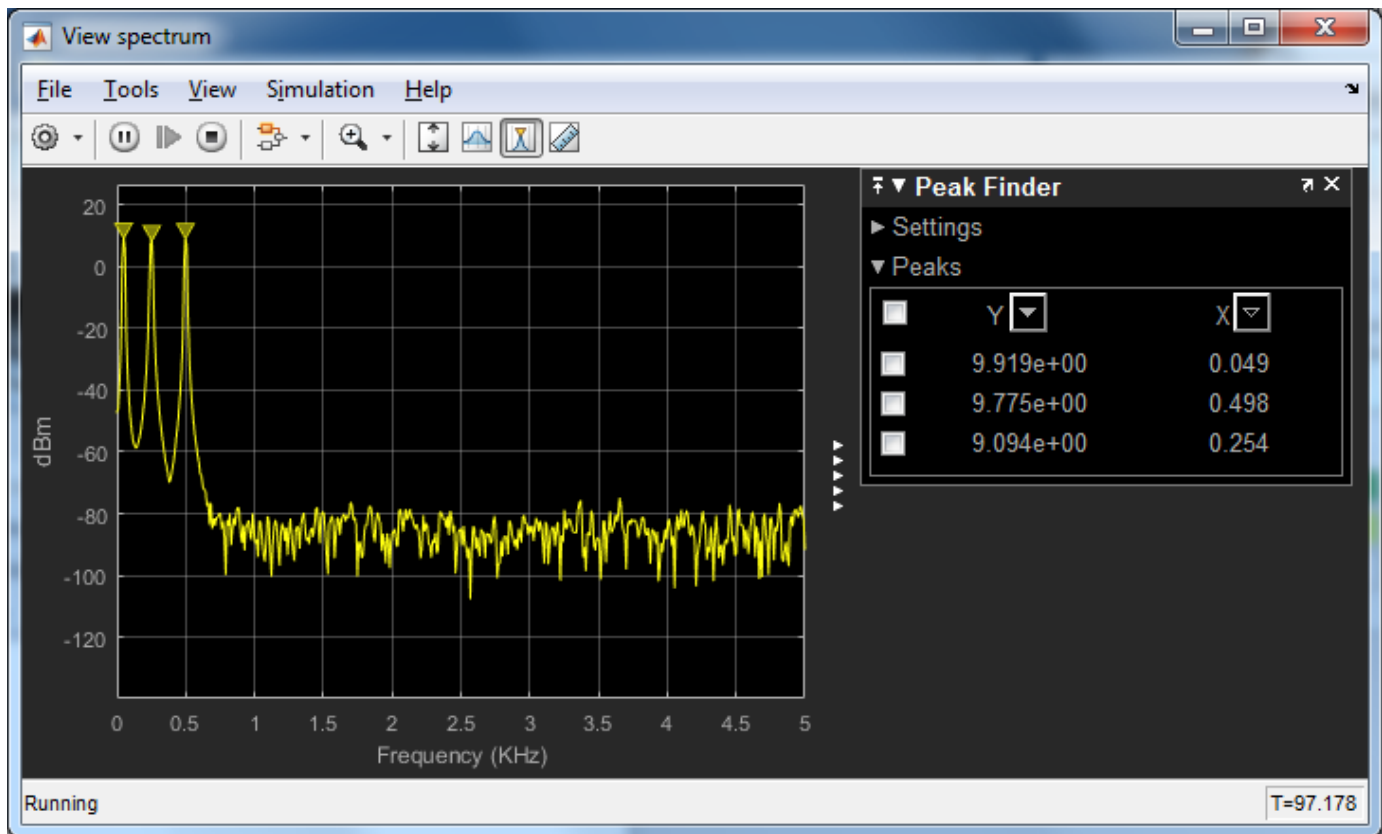 View spectrum
File Tools View Simulation Help
Peak Finder
Settings
Peaks
Y X
9.919e+00 0.049
9.775e+00 0.498
9.094e+00 0.254
20
0
-20
-40
-60
-80
-100
-120
dBm
0 0.5 1 1.5 2 2.5 3 3.5 4 4.5 5
Frequency (KHz)
Running T=97.178